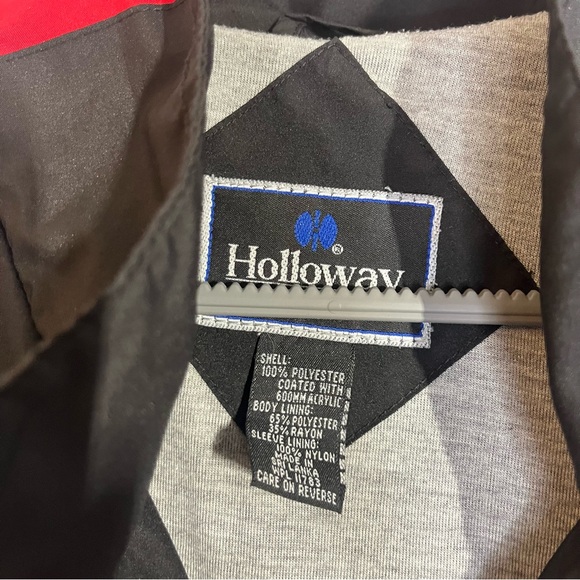 ®
Holloway
SHELL:
100% POLYESTER
COATED WITH
600MM ACRYLIC
BODY LINING:
65% POLYESTER
35% RAYON
SLEEVE LINING:
100% NYLON
MADE IN
SRI LANKA
WPL 11783
CARE ON REVERSE